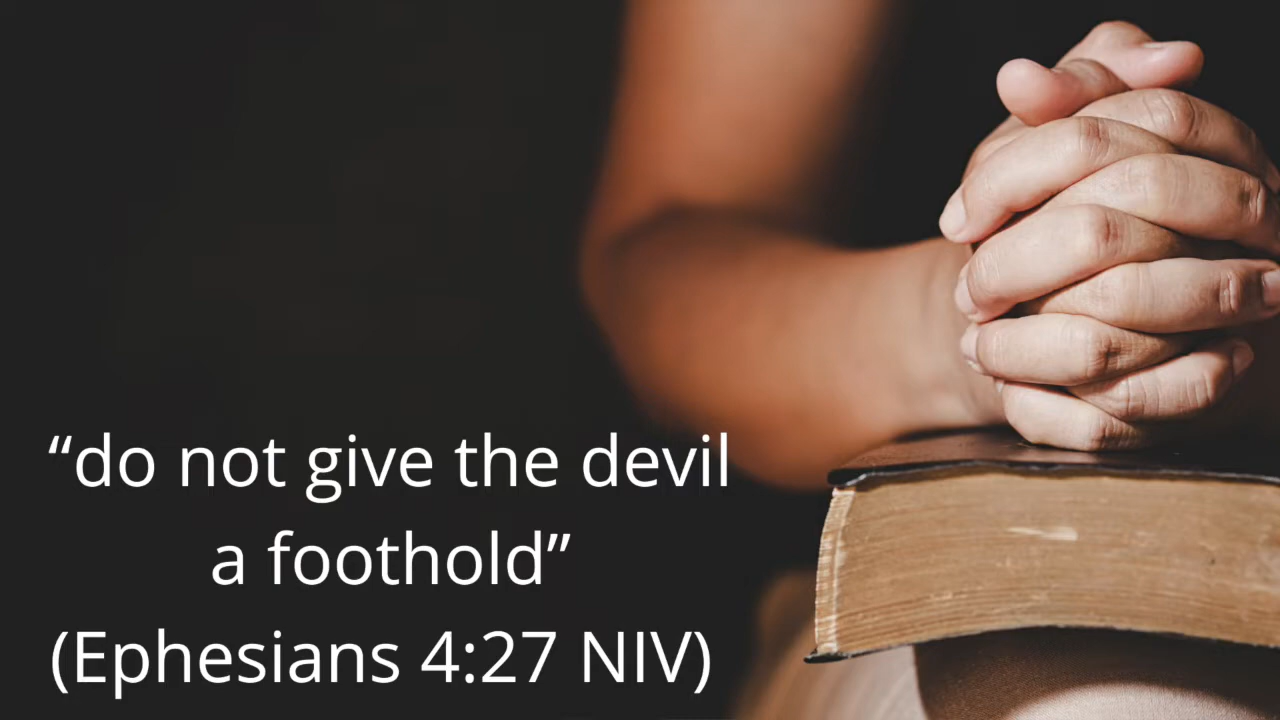 “do not give the devil
a foothold”
(Ephesians 4:27 NIV)